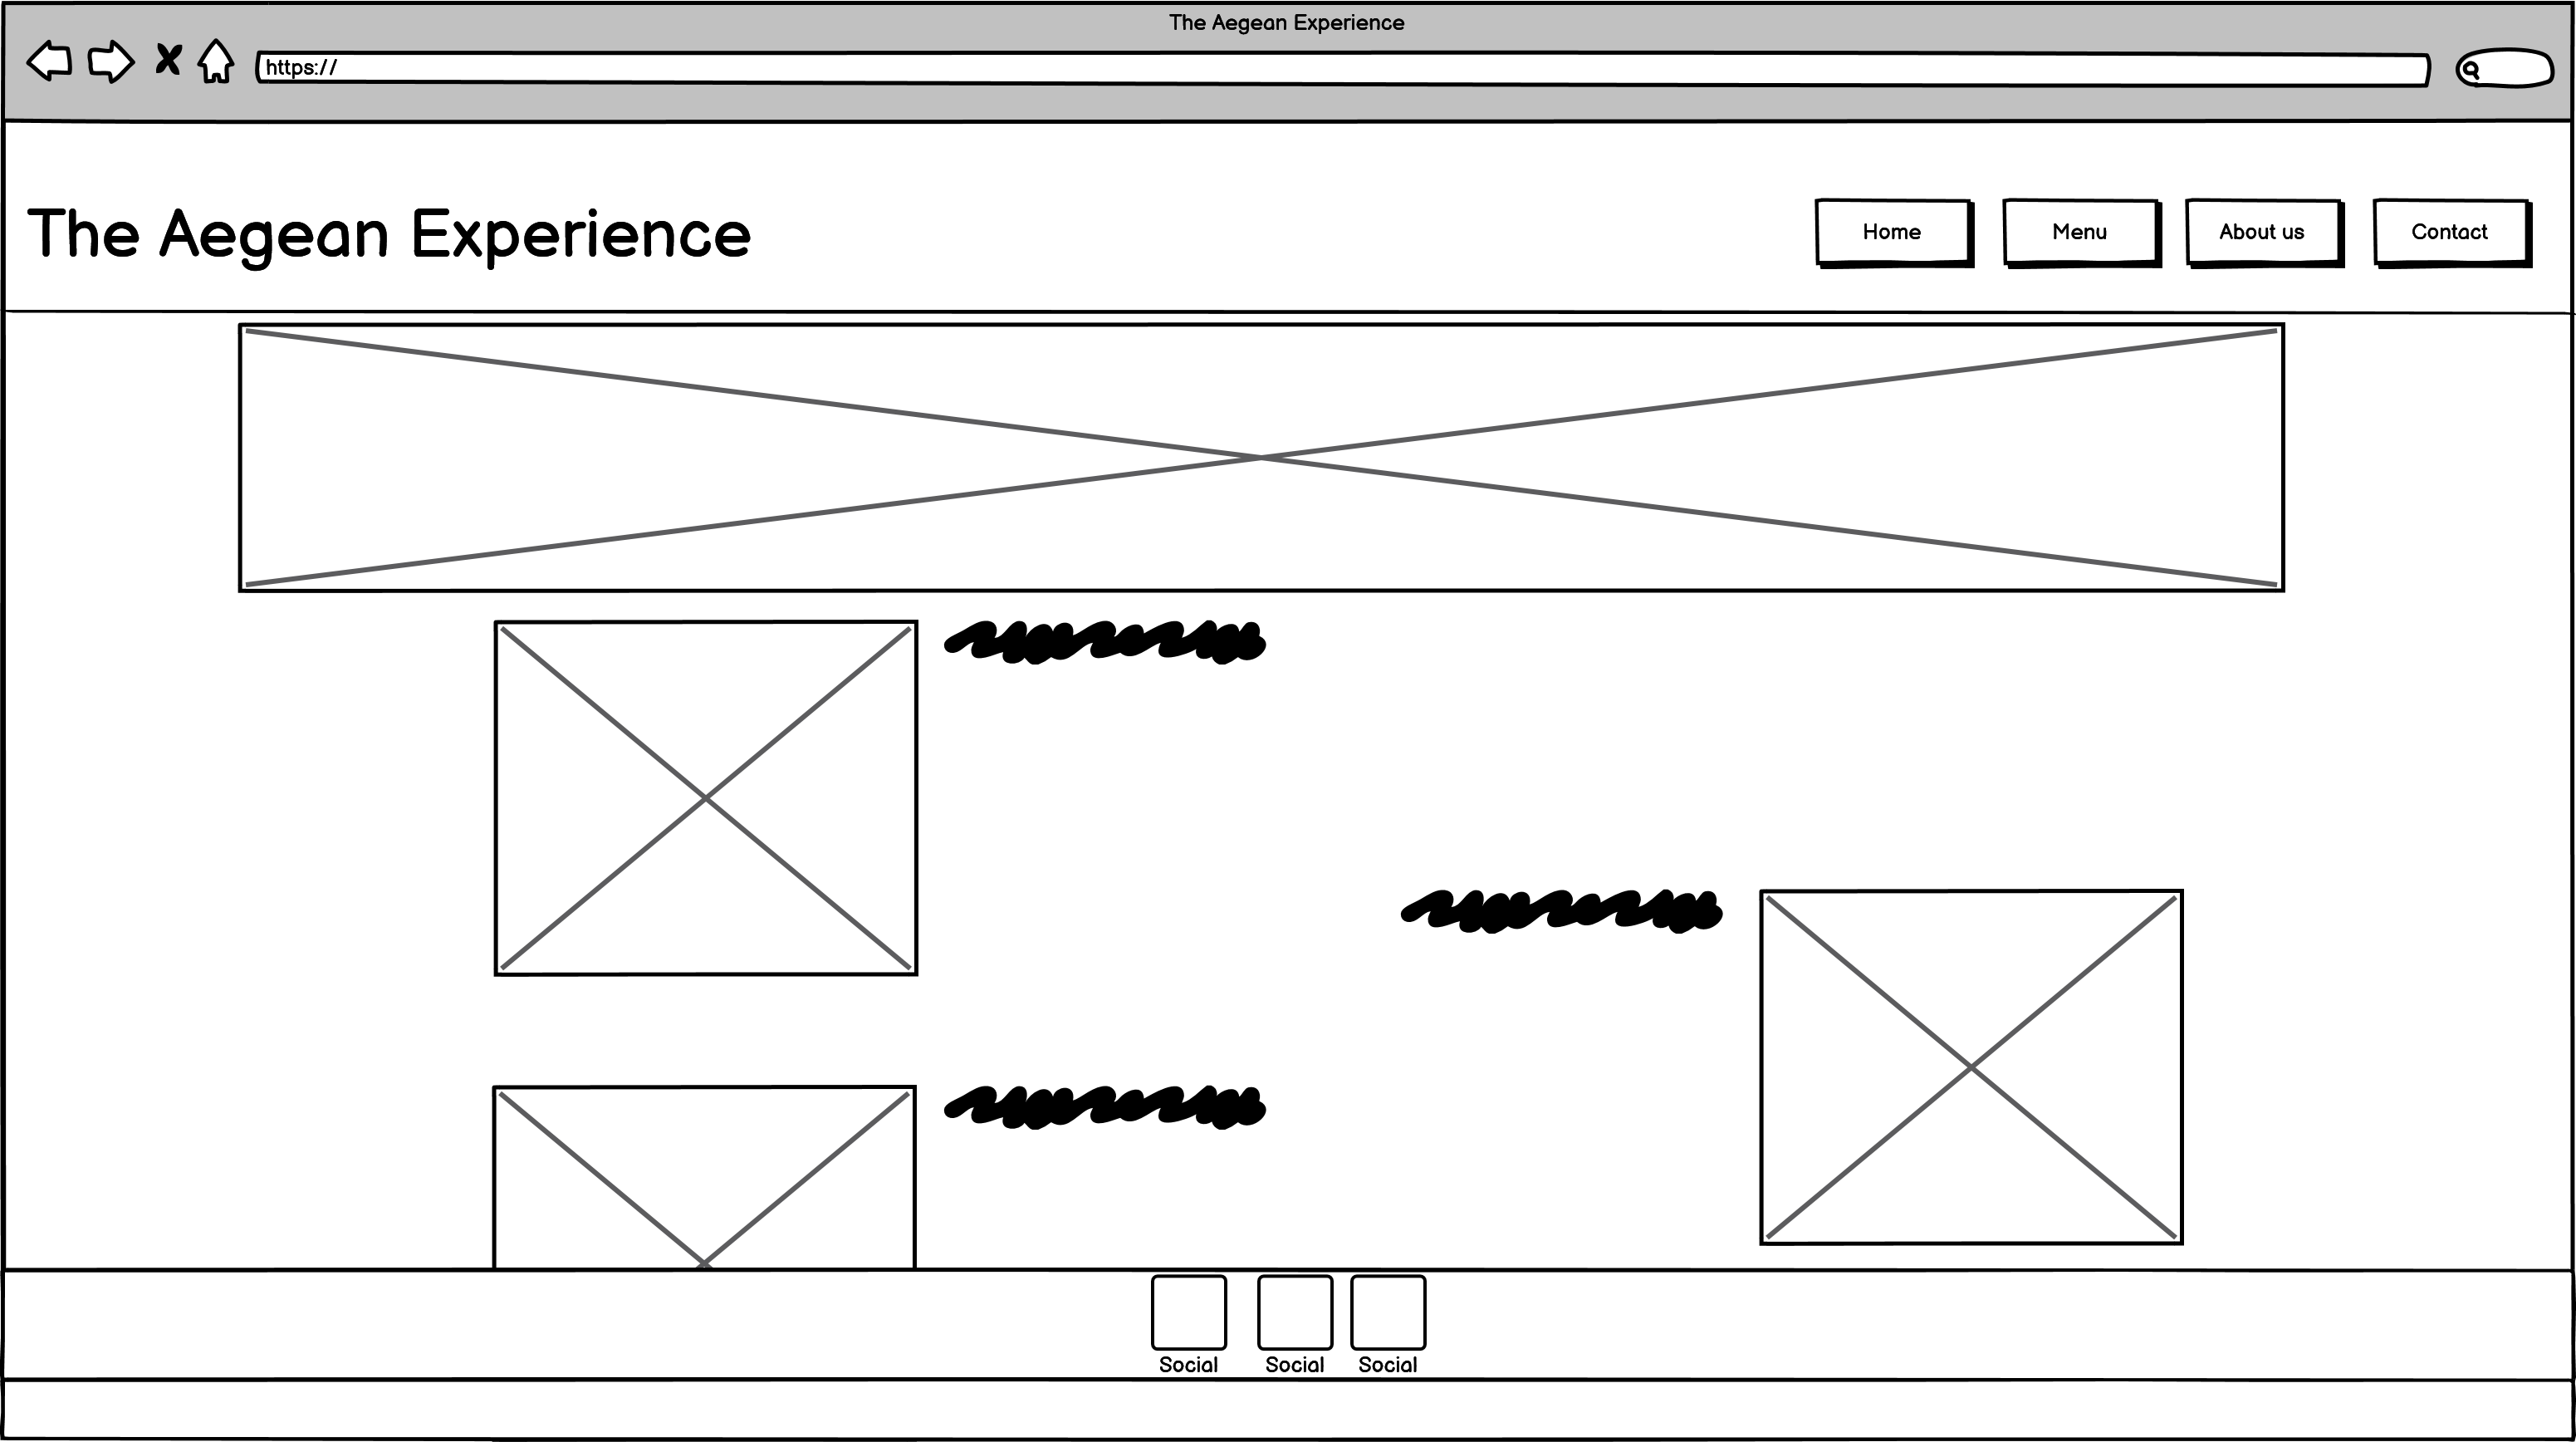 The Aegean Experience
https://
The Aegean Experience
Home Menu About us Contact
Social Social Social